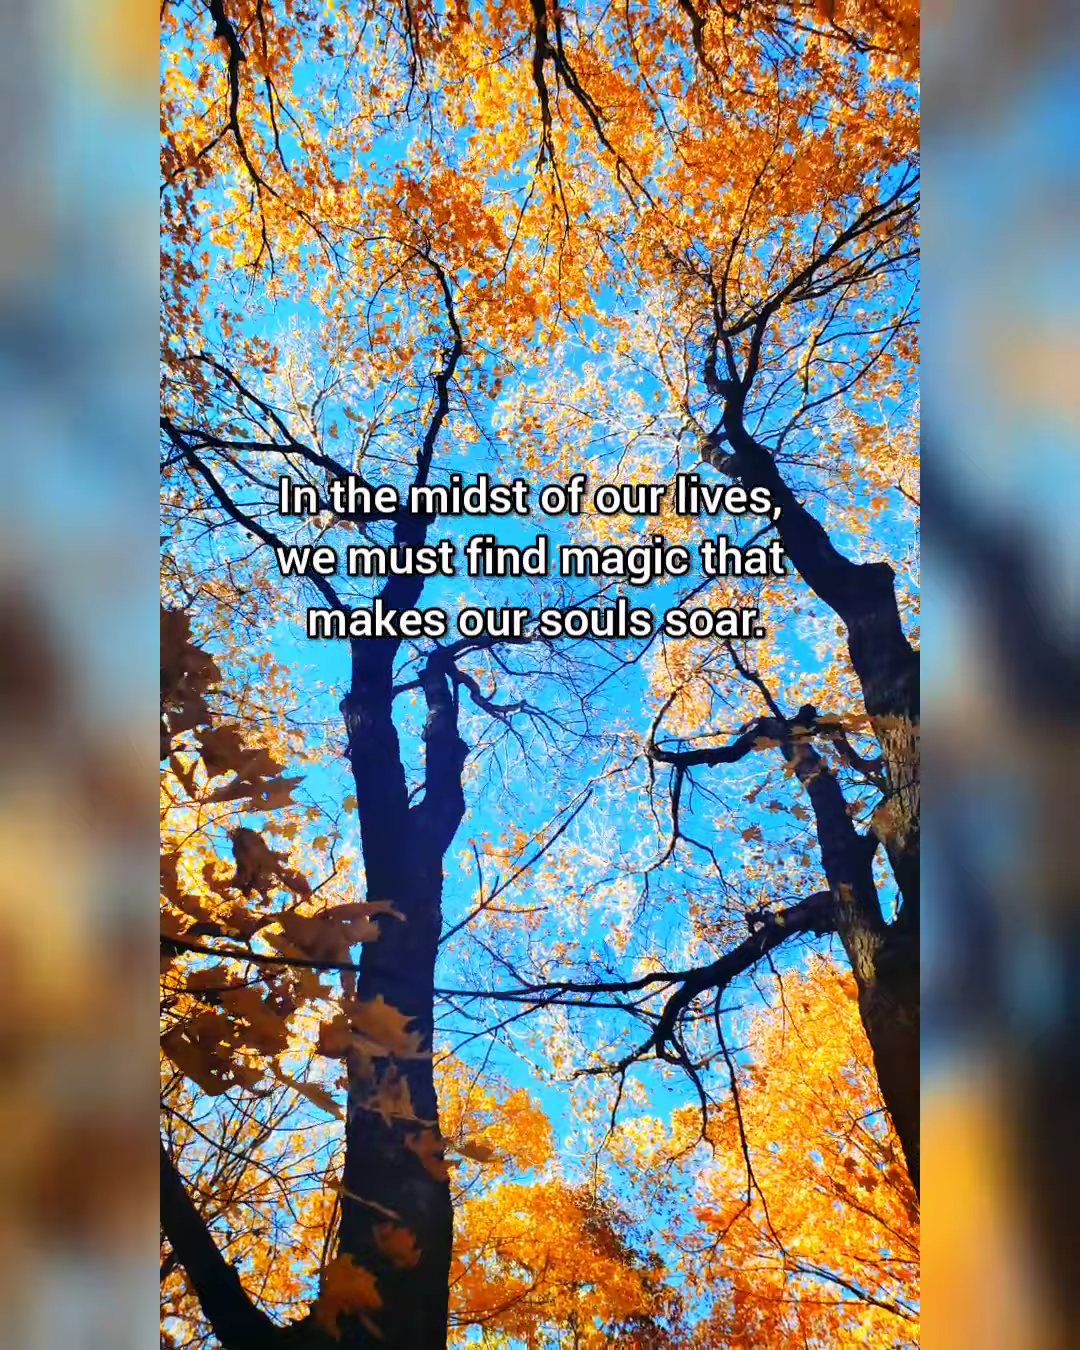 In the midst of our lives,
we must find magic that
makes our souls soar.